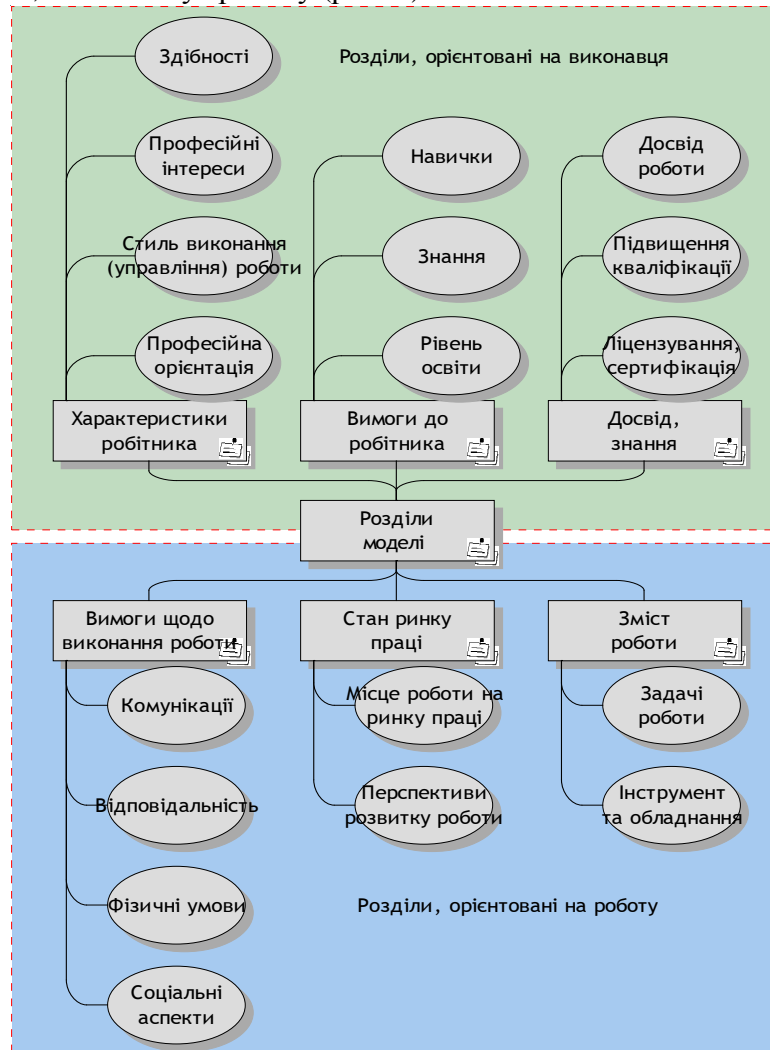 Здібності
Розділи, орієнтовані на виконавця
Професійні
інтереси
Навички
Досвід
роботи
Стиль виконання
(управління) роботи
Знання
Підвищення
кваліфікації
Професійна
орієнтація
Рівень
освіти
Ліцензування,
сертифікація
Характеристики
робітника
Вимоги до
робітника
Досвід,
знання
Розділи
моделі
Вимоги щодо
виконання роботи
Стан ринку
праці
Зміст
роботи
Комунікації
Місце роботи на
ринку праці
Задачі
роботи
Відповідальність
Перспективи
розвитку роботи
Інструмент
та обладнання
Фізичні умови
Розділи, орієнтовані на роботу
Соціальні
аспекти